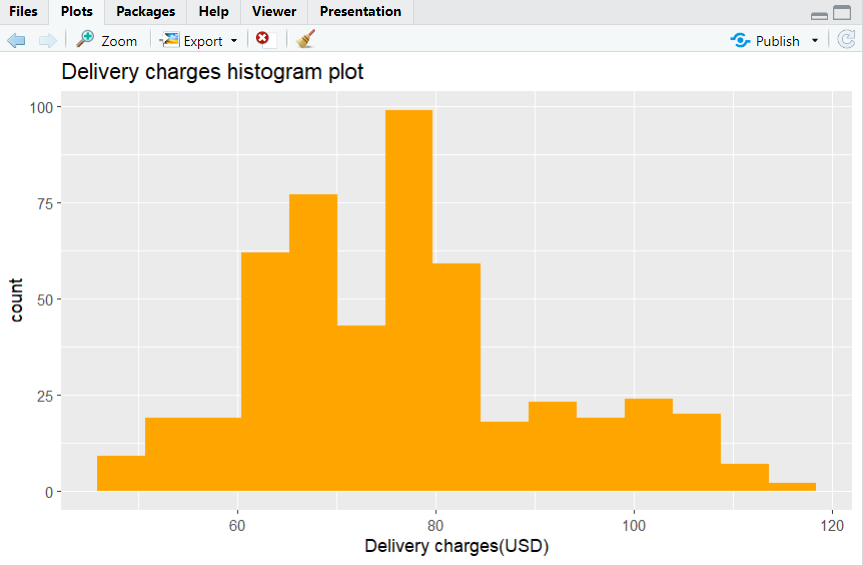 Files Plots Packages Help Viewer Presentation
Zoom Export Publish
Delivery charges histogram plot
100
75
50
25
0
count
60 80 100 120
Delivery charges(USD)